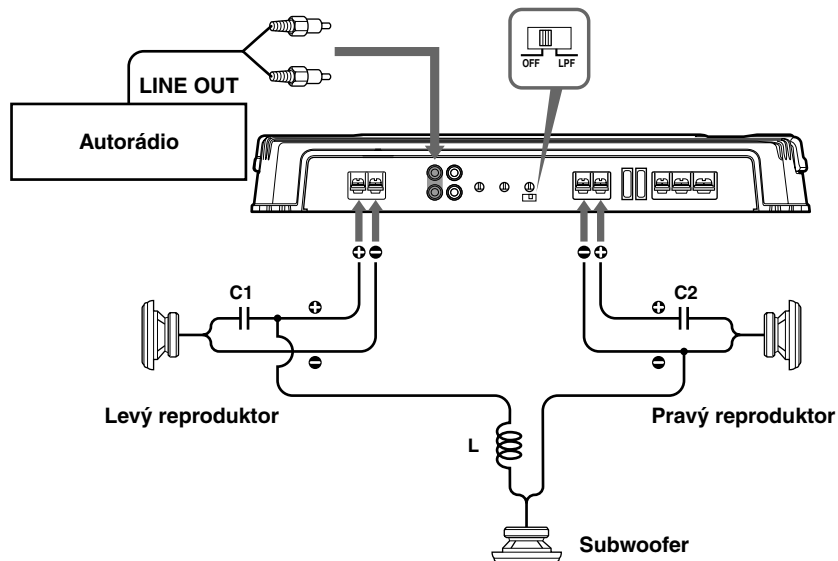 OFF LPF
LINE OUT
Autorádio
C1
C2
Levý reproduktor
Pravý reproduktor
L
Subwoofer